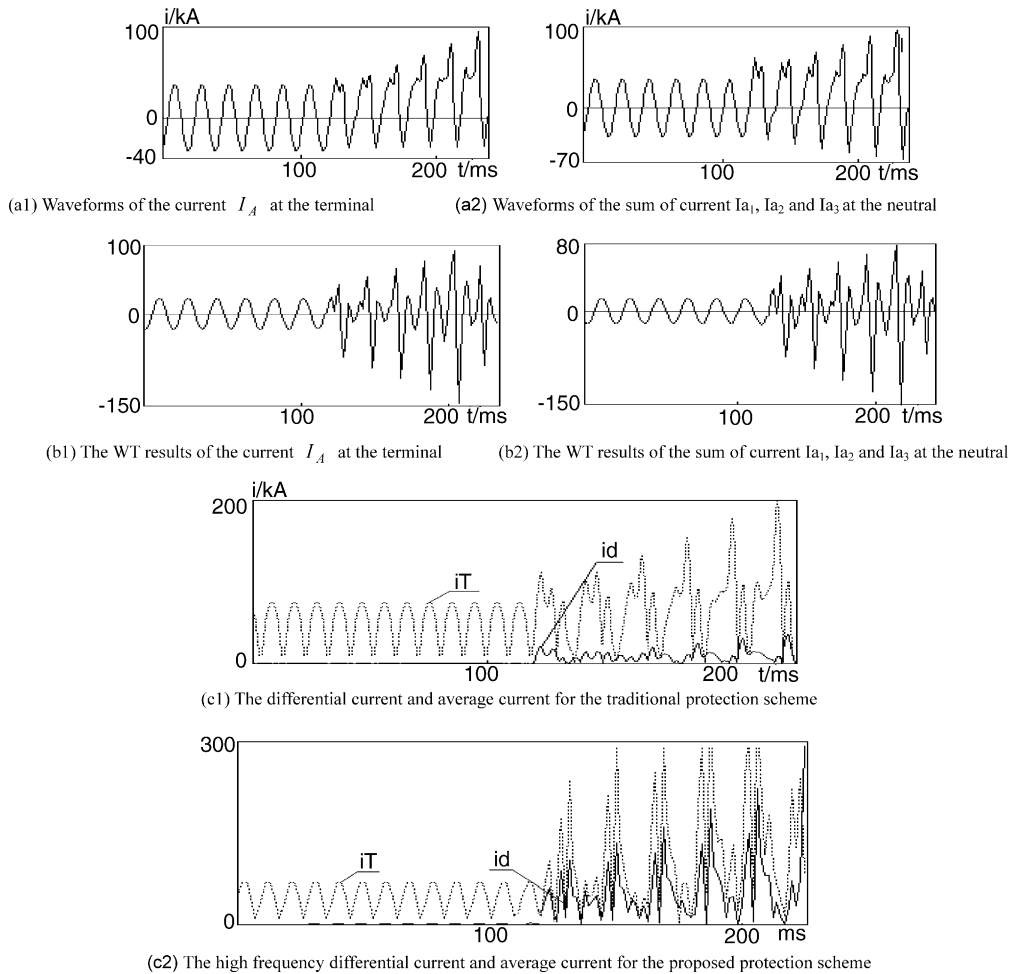 i/kA
100
0
-40
100
200 t/ms
(a1) Waveforms of the current I_A at the terminal
i/kA
100
0
-70
100
200 t/ms
(a2) Waveforms of the sum of current Ia₁, Ia₂ and Ia₃ at the neutral
100
0
-150
100
200 t/ms
(b1) The WT results of the current I_A at the terminal
80
0
-150
100
200 t/ms
(b2) The WT results of the sum of current Ia₁, Ia₂ and Ia₃ at the neutral
i/kA
200
0
iT
id
100
200
t/ms
(c1) The differential current and average current for the traditional protection scheme
300
0
iT
id
100
200 ms
(c2) The high frequency differential current and average current for the proposed protection scheme